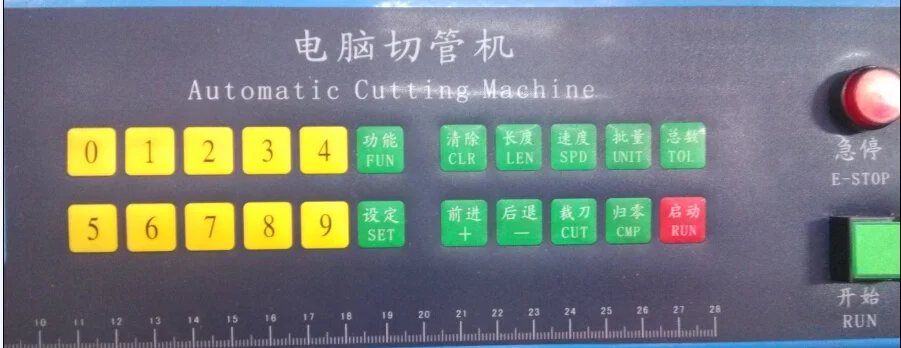 电脑切管机
Automatic Cutting Machine
0 1 2 3 4 功能 FUN 清除 CLR 长度 LEN 速度 SPD 批量 UNIT 总数 TOL
急停
E-STOP
5 6 7 8 9 设定 SET 前进 + 后退 － 裁刀 CUT 归零 CMP 启动 RUN
开始
RUN
10 11 12 13 14 15 16 17 18 19 20 21 22 23 24 25 26 27 28